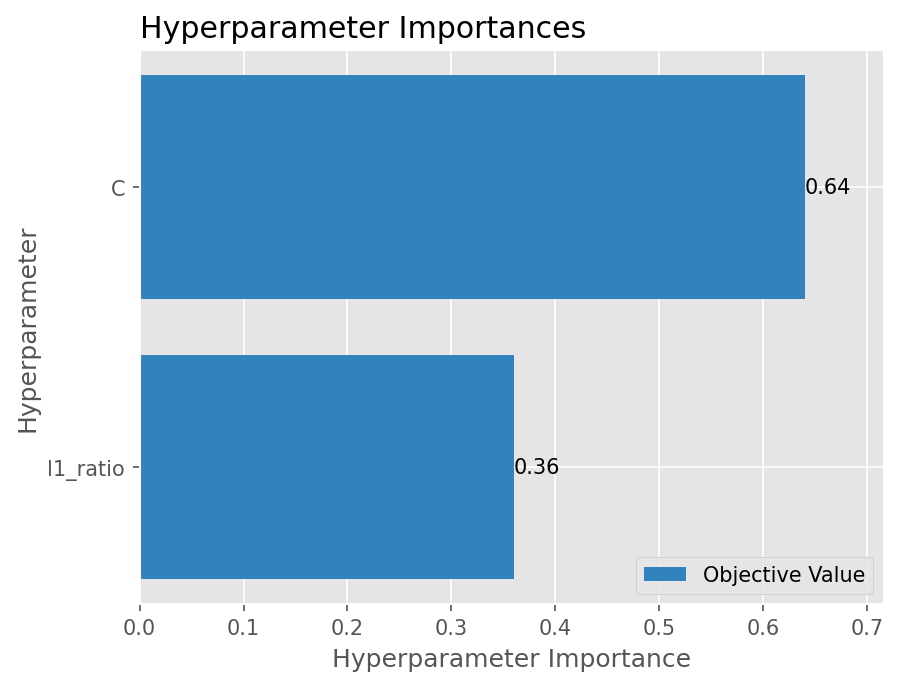 Hyperparameter Importances
Hyperparameter
C
0.64
l1_ratio
0.36
Objective Value
0.0 0.1 0.2 0.3 0.4 0.5 0.6 0.7
Hyperparameter Importance